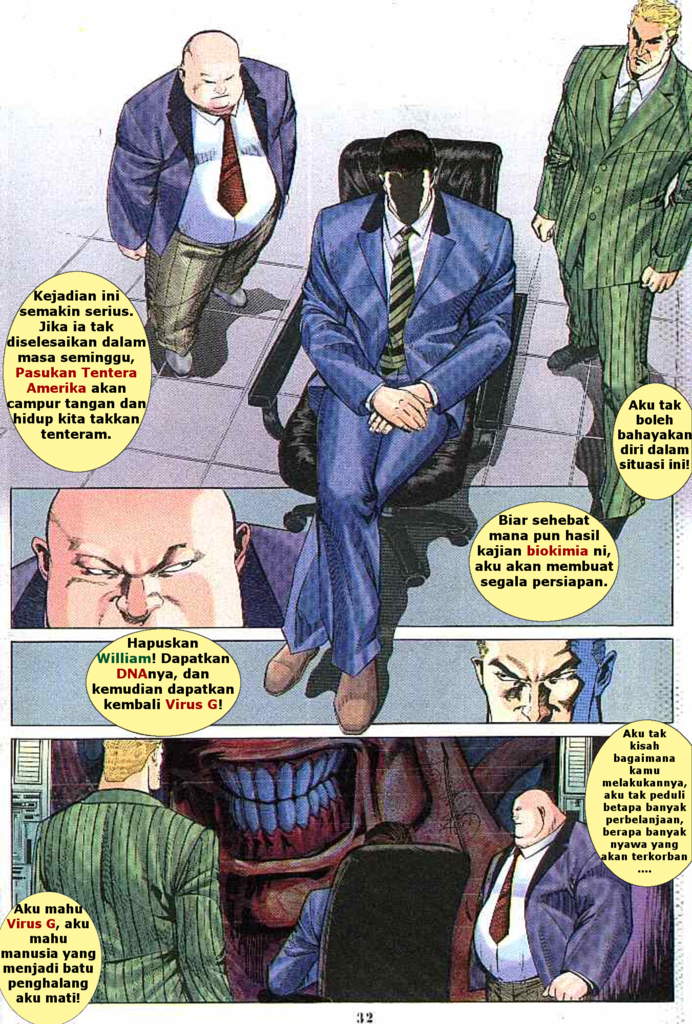 Kejadian ini
semakin serius.
Jika ia tak
diselesaikan dalam
masa seminggu,
Pasukan Tentera
Amerika akan
campur tangan dan
hidup kita takkan
tenteram.
Aku tak
boleh
bahayakan
diri dalam
situasi ini!
Biar sehebat
mana pun hasil
kajian biokimia ni,
aku akan membuat
segala persiapan.
Hapuskan
William! Dapatkan
DNAnya, dan
kemudian dapatkan
kembali Virus G!
Aku tak
kisah
bagaimana
kamu
melakukannya,
aku tak peduli
betapa banyak
perbelanjaan,
berapa banyak
nyawa yang
akan terkorban
....
Aku mahu
Virus G, aku
mahu
manusia yang
menjadi batu
penghalang
aku mati!
32